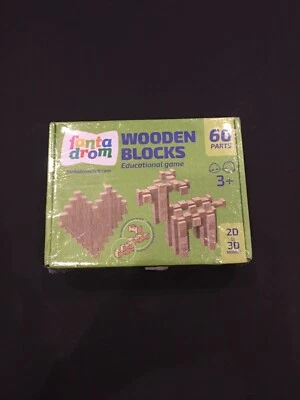 fanta
drom
WOODEN
BLOCKS
Educational game
60
PARTS
3+
2D
3D